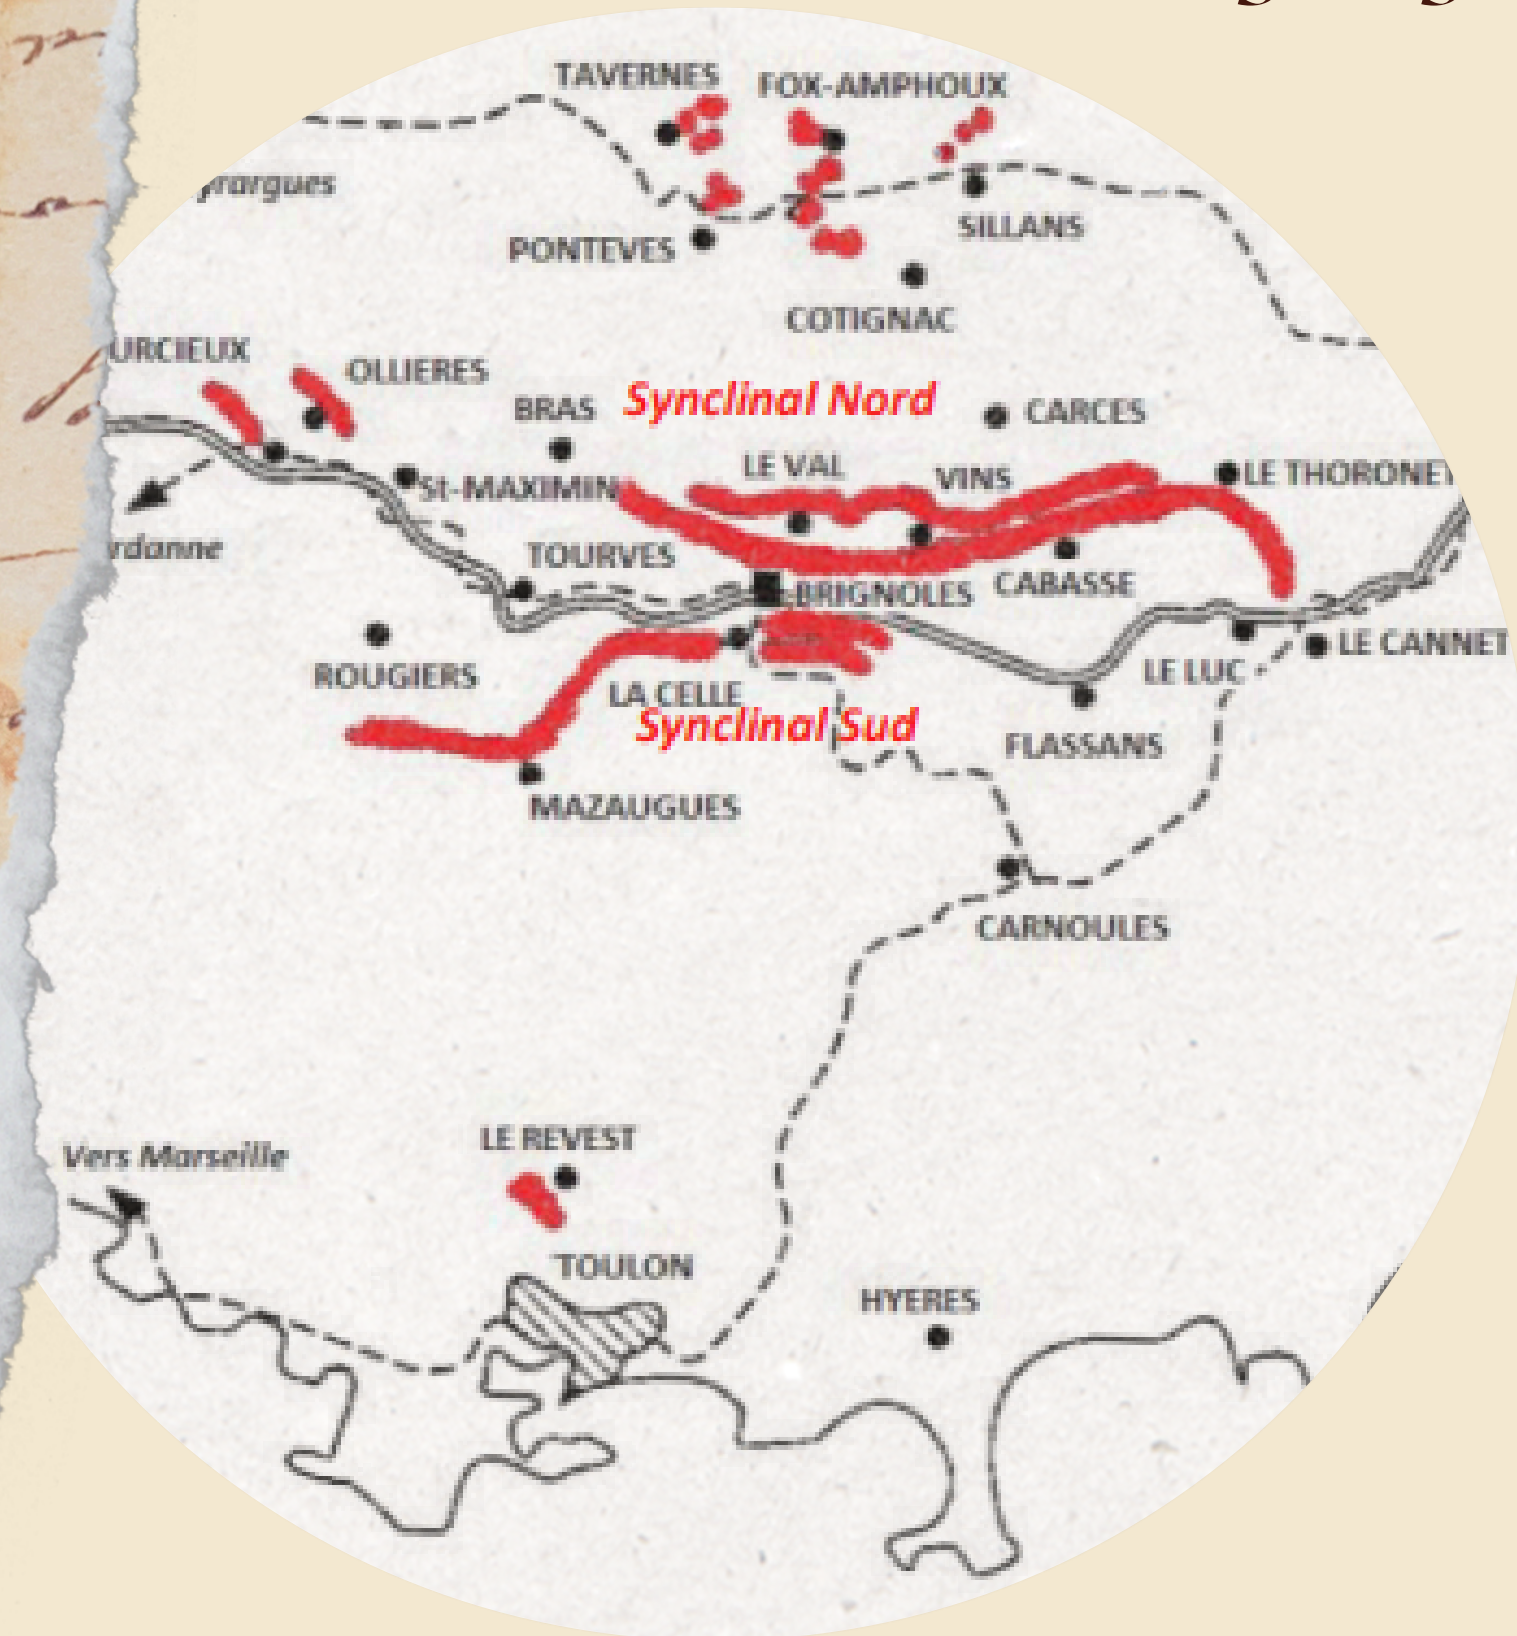 TAVERNES
FOX-AMPHOUX
PONTEVES
SILLANS
COTIGNAC
URCIEUX
OLLIERES
BRAS
Synclinal Nord
CARCES
LE VAL
VINS
LE THORONET
St-MAXIMIN
TOURVES
BRIGNOLES
CABASSE
ROUGIERS
LA CELLE
LE LUC
LE CANNET
Synclinal Sud
FLASSANS
MAZAUGUES
CARNOULES
LE REVEST
Vers Marseille
TOULON
HYERES